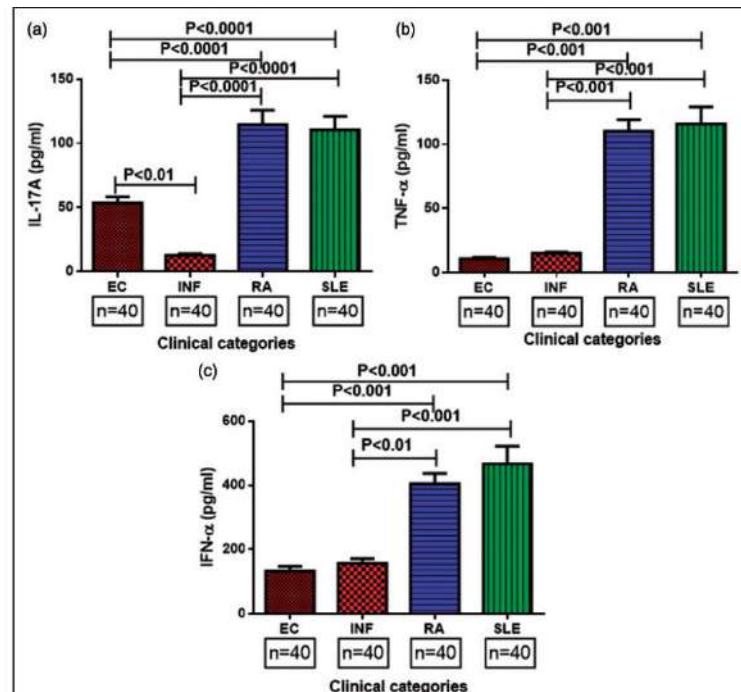 (a)
P<0.0001
P<0.0001
P<0.0001
P<0.0001
P<0.01
IL-17A (pg/ml)
150
100
50
0
EC INF RA SLE
n=40 n=40 n=40 n=40
Clinical categories
(b)
P<0.001
P<0.001
P<0.001
P<0.001
TNF-α (pg/ml)
150
100
50
0
EC INF RA SLE
n=40 n=40 n=40 n=40
Clinical categories
(c)
P<0.001
P<0.001
P<0.001
P<0.01
IFN-α (pg/ml)
600
400
200
0
EC INF RA SLE
n=40 n=40 n=40 n=40
Clinical categories